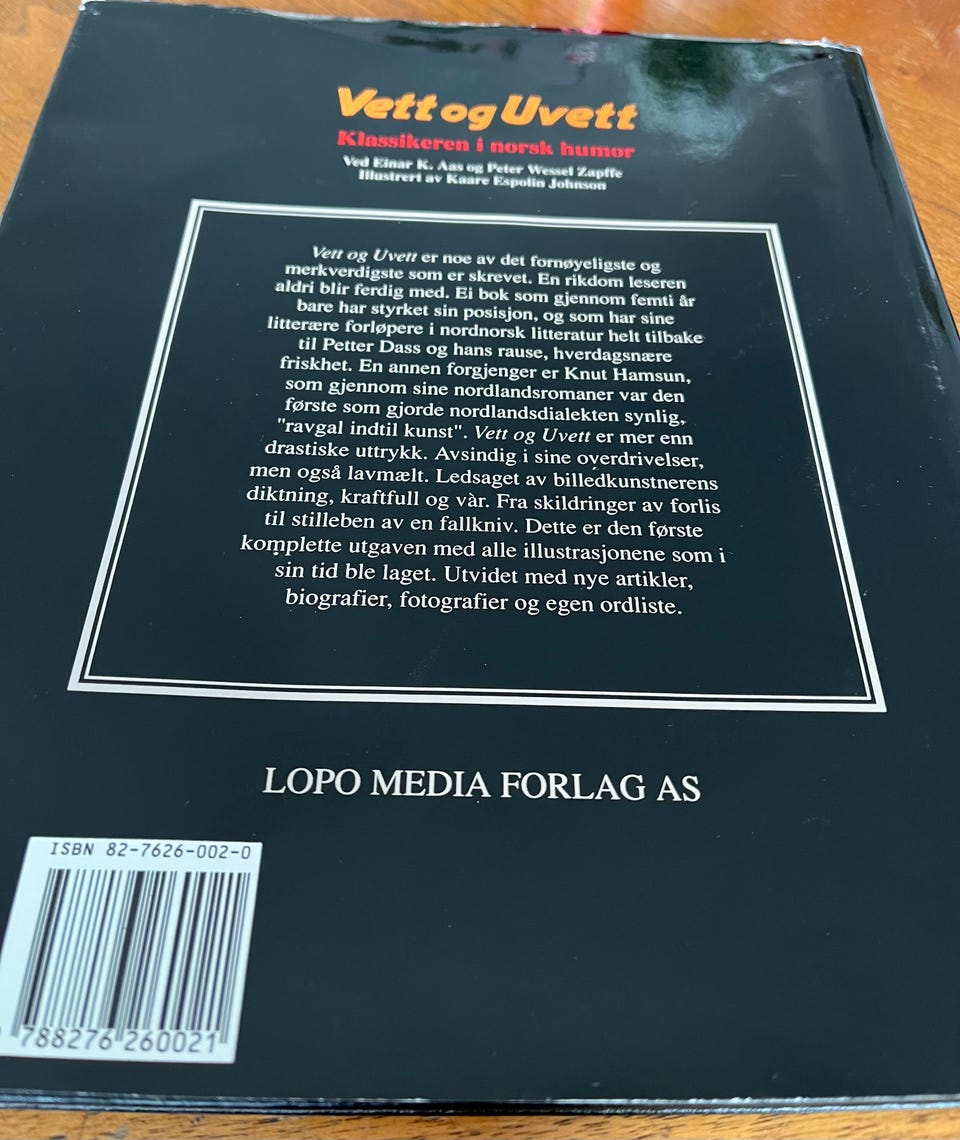 Vett og Uvett
Klassikeren i norsk humor
Ved Einar K. Aas og Peter Wessel Zapffe
Illustrert av Kaare Espolin Johnson
Vett og Uvett er noe av det fornøyeligste og
merkverdigste som er skrevet. En rikdom leseren
aldri blir ferdig med. Ei bok som gjennom femti år
bare har styrket sin posisjon, og som har sine
litterære forløpere i nordnorsk litteratur helt tilbake
til Petter Dass og hans rause, hverdagsnære
friskhet. En annen forgjenger er Knut Hamsun,
som gjennom sine nordlandsromaner var den
første som gjorde nordlandsdialekten synlig,
"ravgal indtil kunst". Vett og Uvett er mer enn
drastiske uttrykk. Avsindig i sine overdrivelser,
men også lavmælt. Ledsaget av billedkunstnerens
diktning, kraftfull og vàr. Fra skildringer av forlis
til stilleben av en fallkniv. Dette er den første
komplette utgaven med alle illustrasjonene som i
sin tid ble laget. Utvidet med nye artikler,
biografier, fotografier og egen ordliste.
LOPO MEDIA FORLAG AS
ISBN 82-7626-002-0
788276 260021